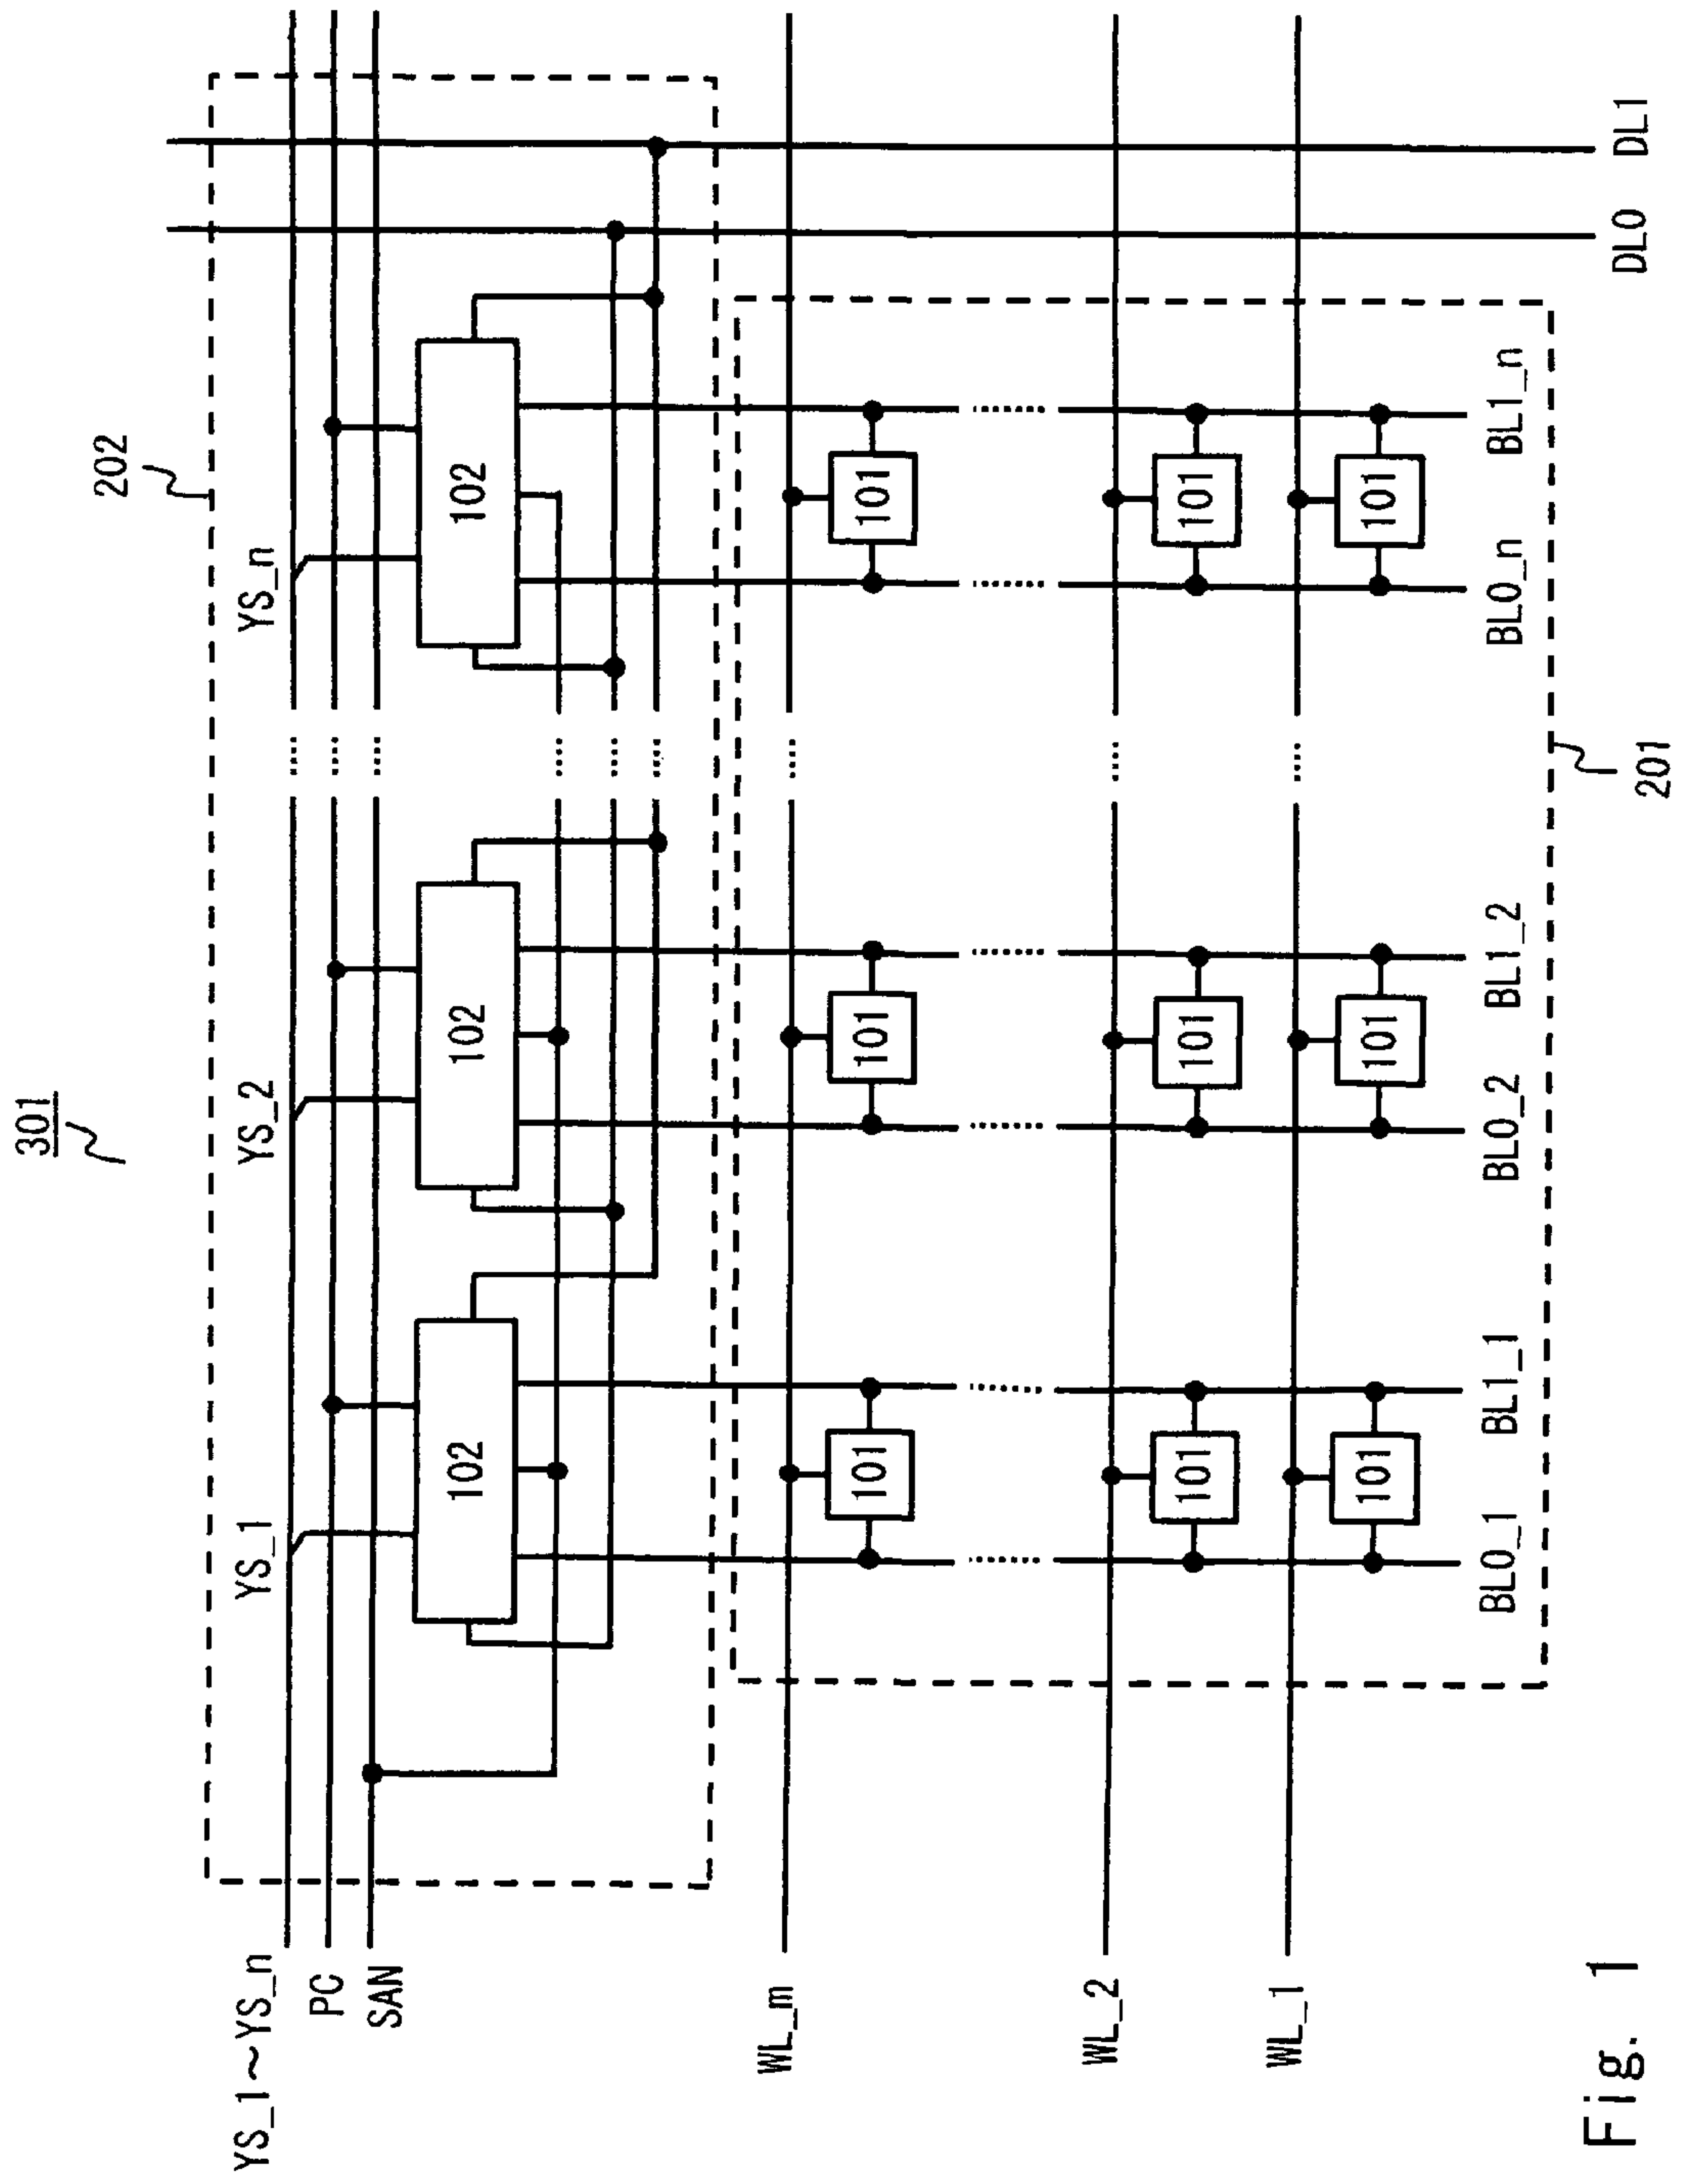 301
202
YS_1 YS_2 YS_n
YS_1~YS_n
PC
SAN
102 102 102
WL_m
101 101 101
WL_2
101 101 101
WL_1
101 101 101
BL0_1 BL1_1 BL0_2 BL1_2 BL0_n BL1_n
DL0 DL1
201
Fig. 1